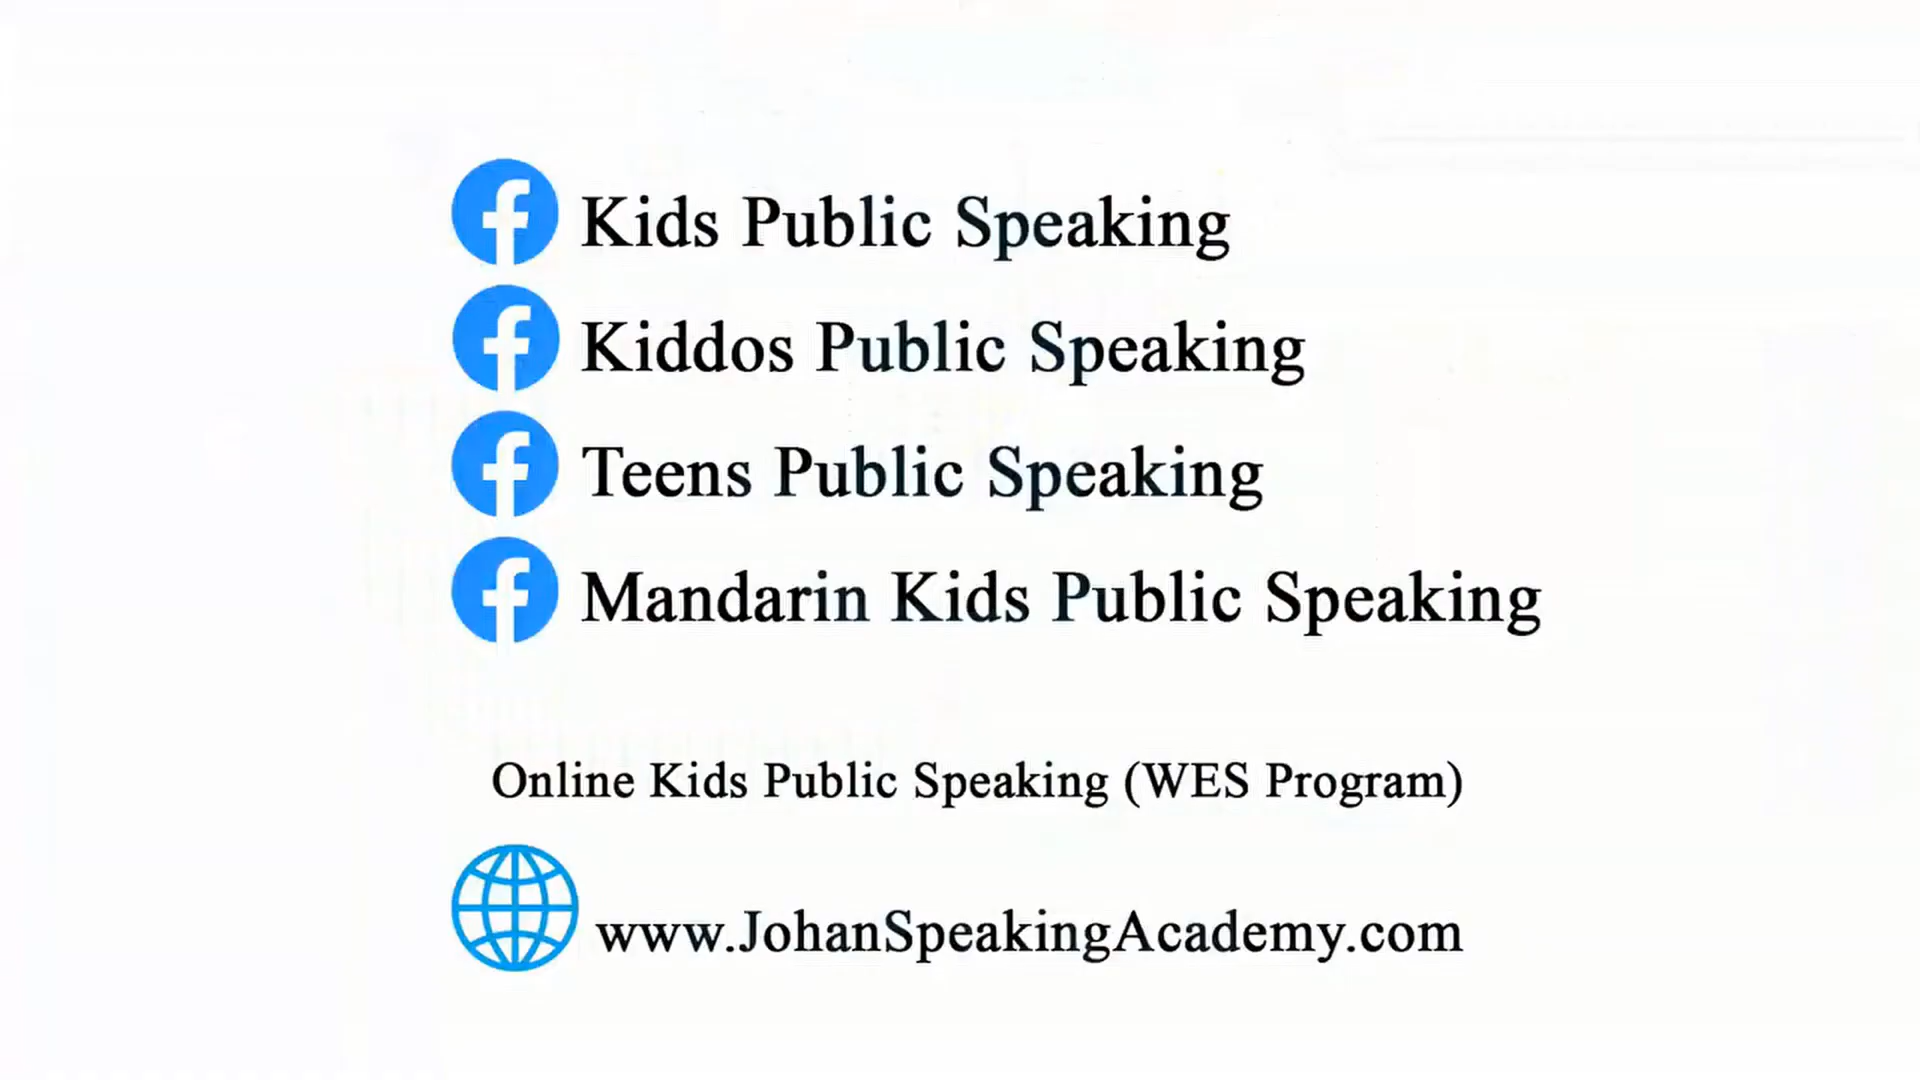 Kids Public Speaking
Kiddos Public Speaking
Teens Public Speaking
Mandarin Kids Public Speaking
Online Kids Public Speaking (WES Program)
www.JohanSpeakingAcademy.com